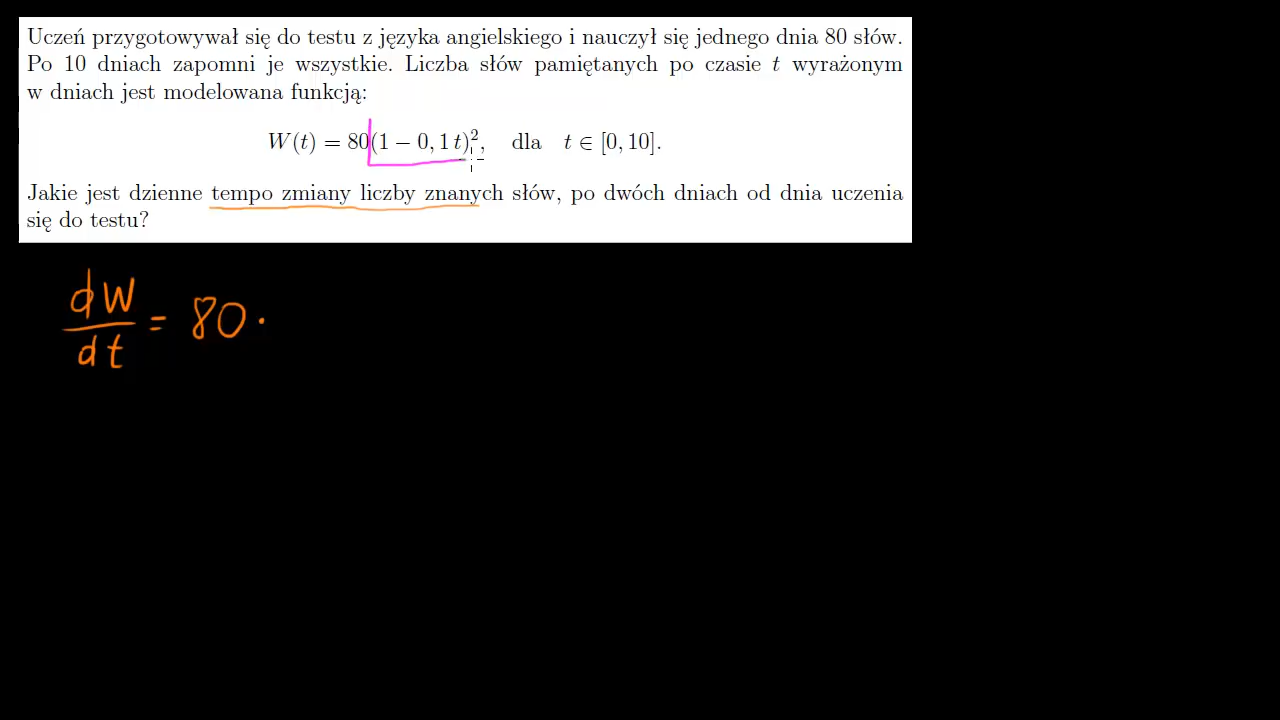 Uczeń przygotowywał się do testu z języka angielskiego i nauczył się jednego dnia 80 słów.
Po 10 dniach zapomni je wszystkie. Liczba słów pamiętanych po czasie t wyrażonym
w dniach jest modelowana funkcją:
W(t) = 80(1 − 0,1 t)², dla t ∈ [0, 10].
Jakie jest dzienne tempo zmiany liczby znanych słów, po dwóch dniach od dnia uczenia
się do testu?
dW/dt = 80 ·